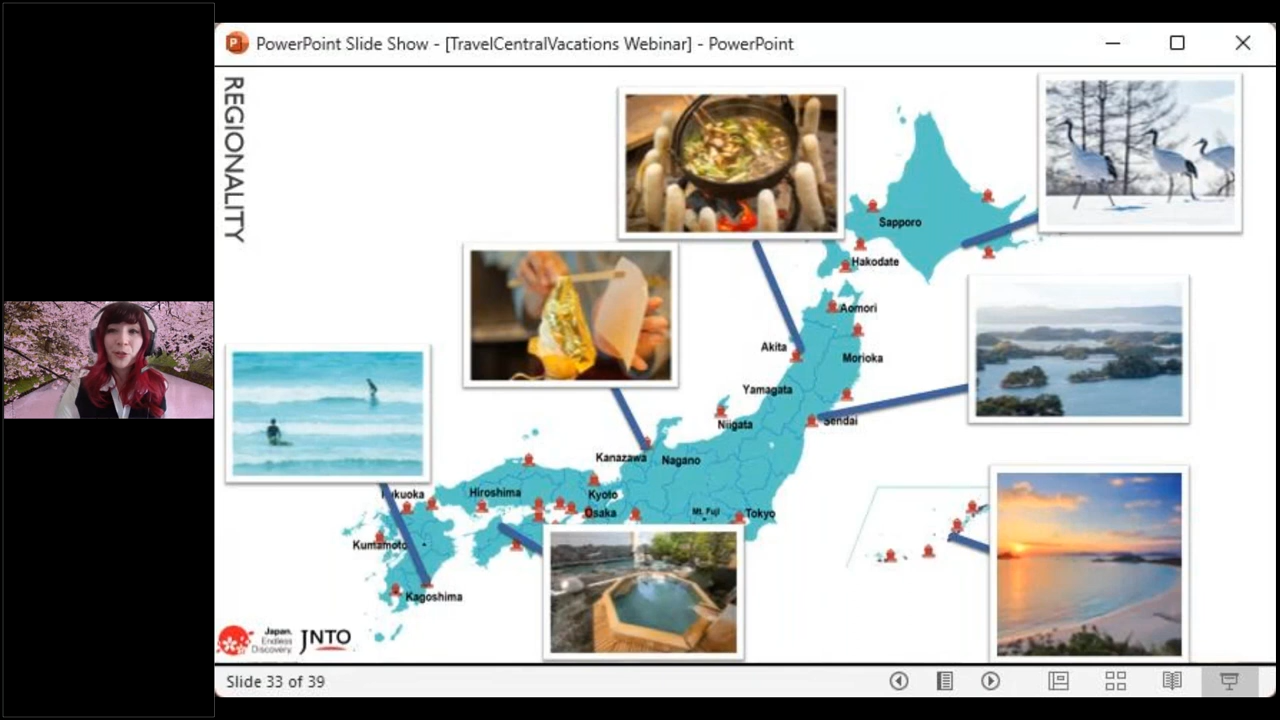 PowerPoint Slide Show - [TravelCentralVacations Webinar] - PowerPoint
REGIONALITY
Sapporo
Hakodate
Aomori
Akita
Morioka
Yamagata
Niigata
Sendai
Kanazawa
Nagano
Fukuoka
Hiroshima
Kyoto
Osaka
Mt. Fuji
Tokyo
Kumamoto
Kagoshima
Japan.
Endless
Discovery.
JNTO
Slide 33 of 39